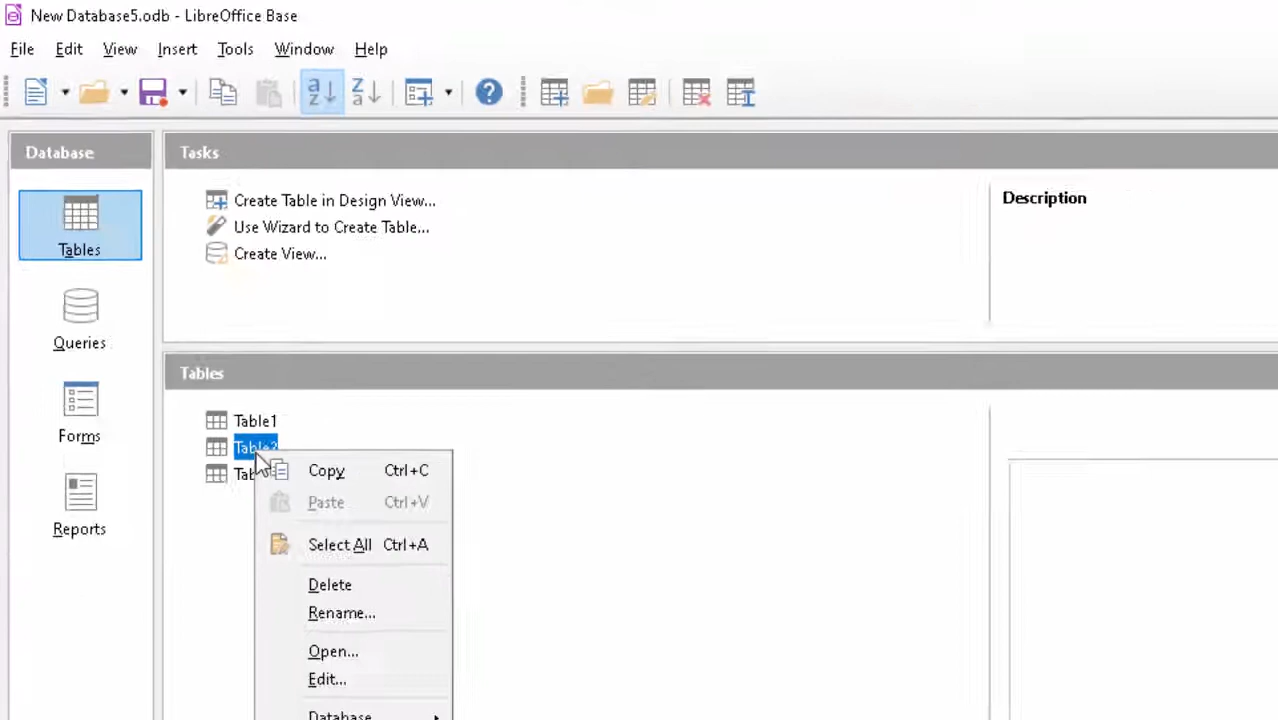 New Database5.odb - LibreOffice Base
File Edit View Insert Tools Window Help
Database
Tables
Queries
Forms
Reports
Tasks
Create Table in Design View...
Use Wizard to Create Table...
Create View...
Description
Tables
Table1
Copy Ctrl+C
Paste Ctrl+V
Select All Ctrl+A
Delete
Rename...
Open...
Edit...
Database